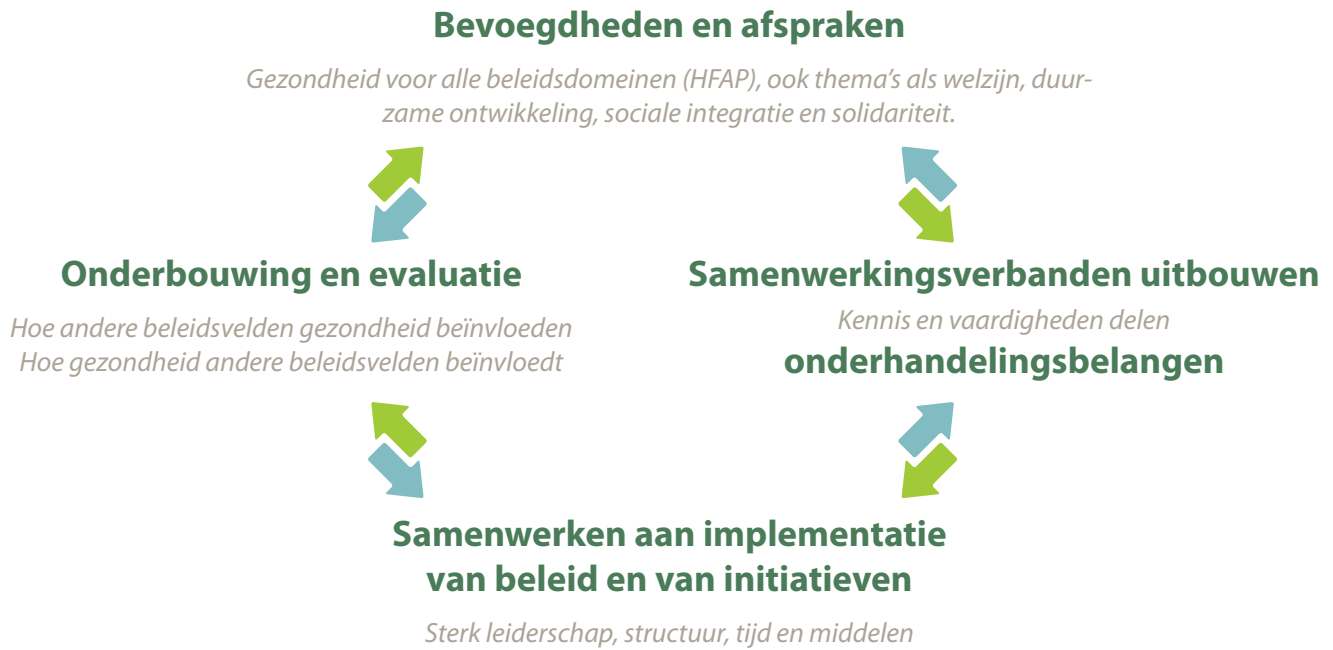 Bevoegdheden en afspraken
Gezondheid voor alle beleidsdomeinen (HFAP), ook thema's als welzijn, duur-
zame ontwikkeling, sociale integratie en solidariteit.
Onderbouwing en evaluatie
Hoe andere beleidsvelden gezondheid beïnvloeden
Hoe gezondheid andere beleidsvelden beïnvloedt
Samenwerkingsverbanden uitbouwen
Kennis en vaardigheden delen
onderhandelingsbelangen
Samenwerken aan implementatie
van beleid en van initiatieven
Sterk leiderschap, structuur, tijd en middelen